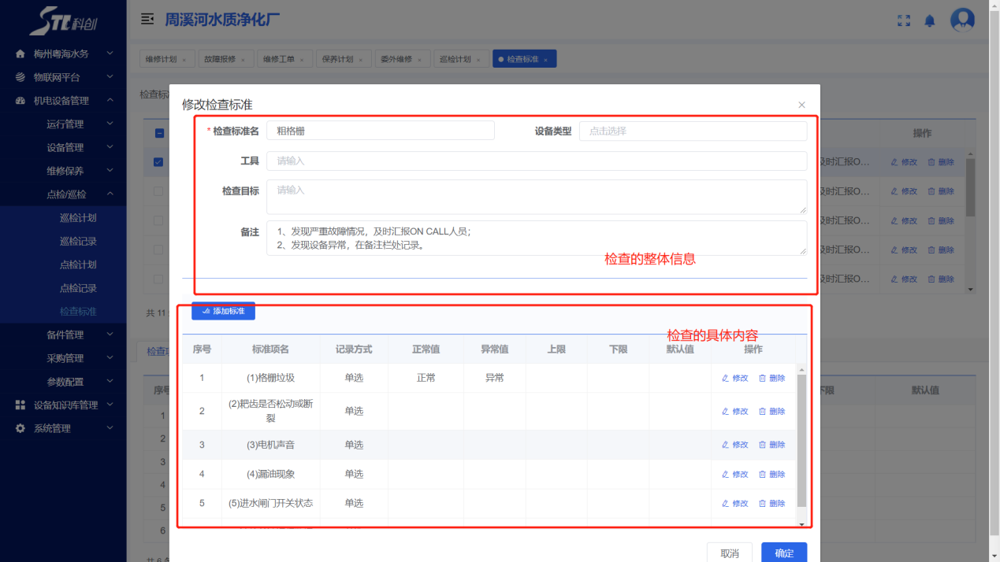 STC科创
周溪河水质净化厂
梅州粤海水务
物联网平台
机电设备管理
运行管理
设备管理
维修保养
点检/巡检
巡检计划
巡检记录
点检计划
点检记录
检查标准
备件管理
采购管理
参数配置
设备知识库管理
系统管理
维修计划 × 故障报修 × 维修工单 × 保养计划 × 委外维修 × 巡检计划 × 检查标准 ×
检查标
操作
及时汇报O... 修改 删除
及时汇报O... 修改 删除
及时汇报O... 修改 删除
及时汇报O... 修改 删除
及时汇报O... 修改 删除
共 11
检查项
序号 下限 默认值
1
2
3
4
5
6
共 6 条
修改检查标准 ×
* 检查标准名 粗格栅 设备类型 点击选择
工具 请输入
检查目标 请输入
备注 1、发现严重故障情况，及时汇报ON CALL人员；
2、发现设备异常，在备注栏处记录。
检查的整体信息
添加标准
检查的具体内容
序号 标准项名 记录方式 正常值 异常值 上限 下限 默认值 操作
1 (1)格栅垃圾 单选 正常 异常 修改 删除
2 (2)耙齿是否松动或断裂 单选 修改 删除
3 (3)电机声音 单选 修改 删除
4 (4)漏油现象 单选 修改 删除
5 (5)进水闸门开关状态 单选 修改 删除
取消 确定